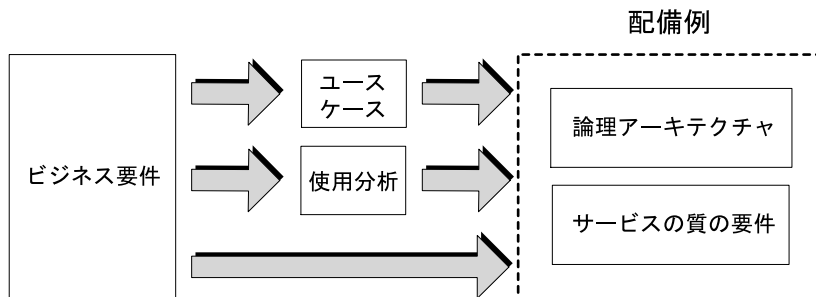 配備例
ビジネス要件
ユース
ケース
使用分析
論理アーキテクチャ
サービスの質の要件